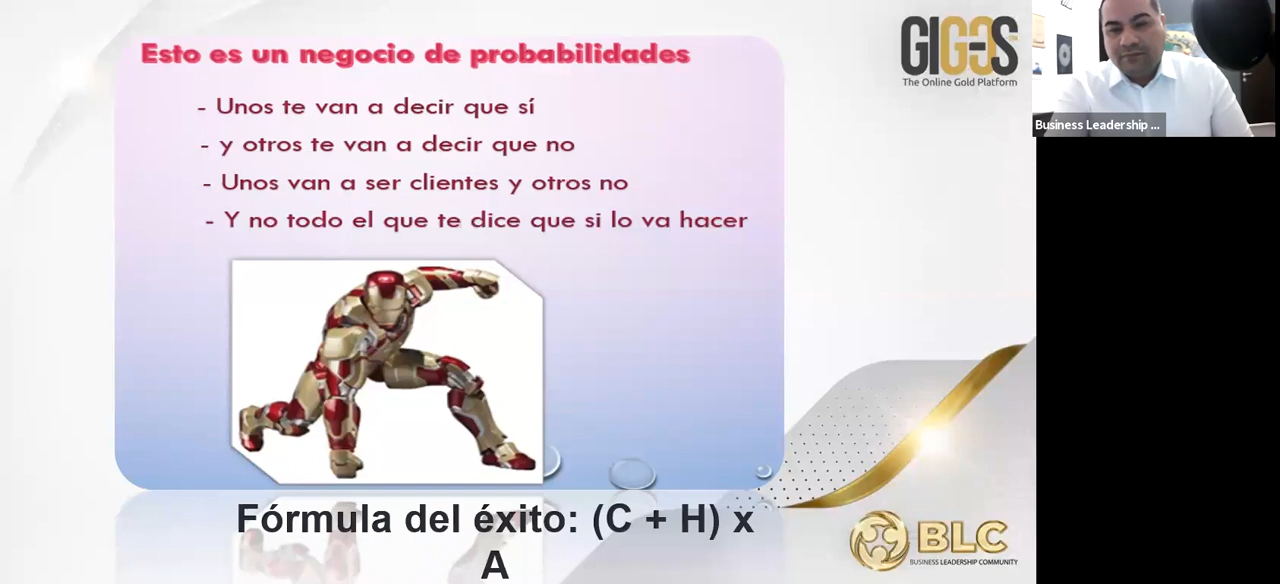 Esto es un negocio de probabilidades
- Unos te van a decir que sí
- y otros te van a decir que no
- Unos van a ser clientes y otros no
- Y no todo el que te dice que si lo va hacer
Fórmula del éxito: (C + H) x
A
GIG-OS
The Online Gold Platform
Business Leadership ...
BLC
BUSINESS LEADERSHIP COMMUNITY